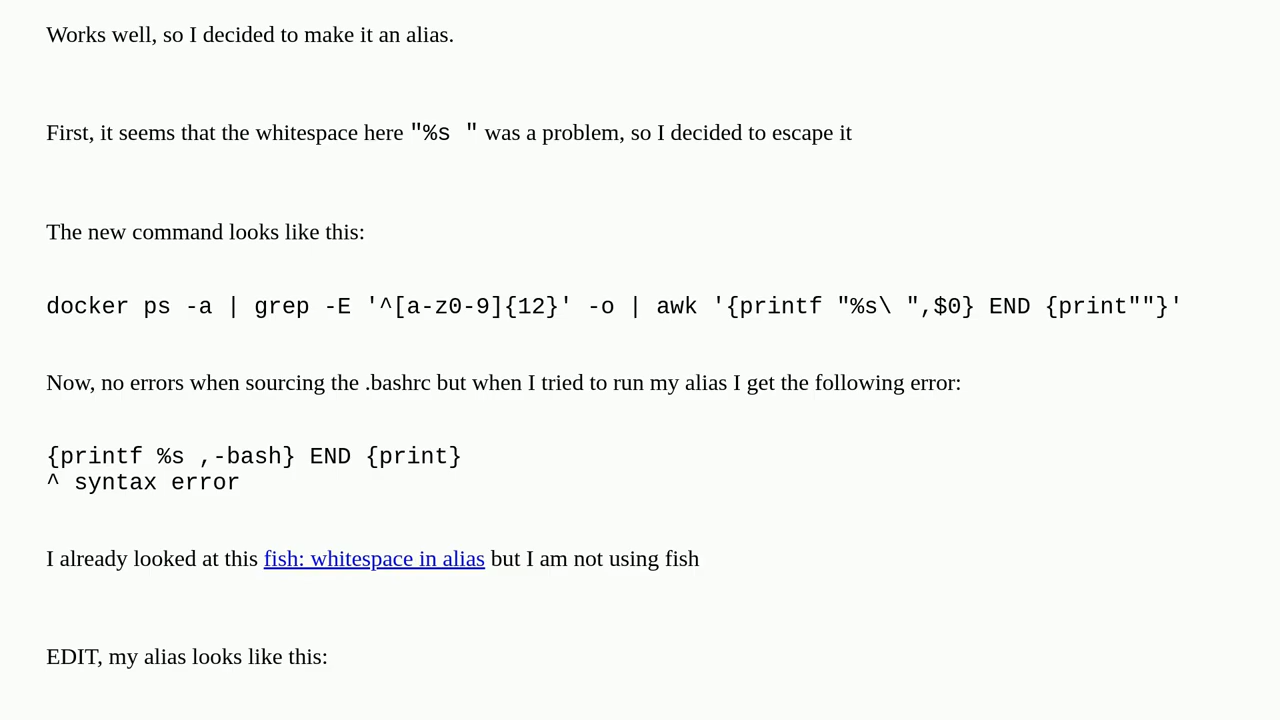 Works well, so I decided to make it an alias.
First, it seems that the whitespace here "%s " was a problem, so I decided to escape it
The new command looks like this:
docker ps -a | grep -E '^[a-z0-9]{12}' -o | awk '{printf "%s\ ",$0} END {print""}'
Now, no errors when sourcing the .bashrc but when I tried to run my alias I get the following error:
{printf %s ,-bash} END {print}
^ syntax error
I already looked at this fish: whitespace in alias but I am not using fish
EDIT, my alias looks like this: